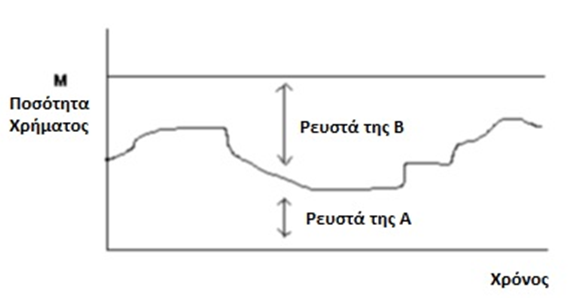 M
Ποσότητα
Χρήματος
Ρευστά της Β
Ρευστά της Α
Χρόνος